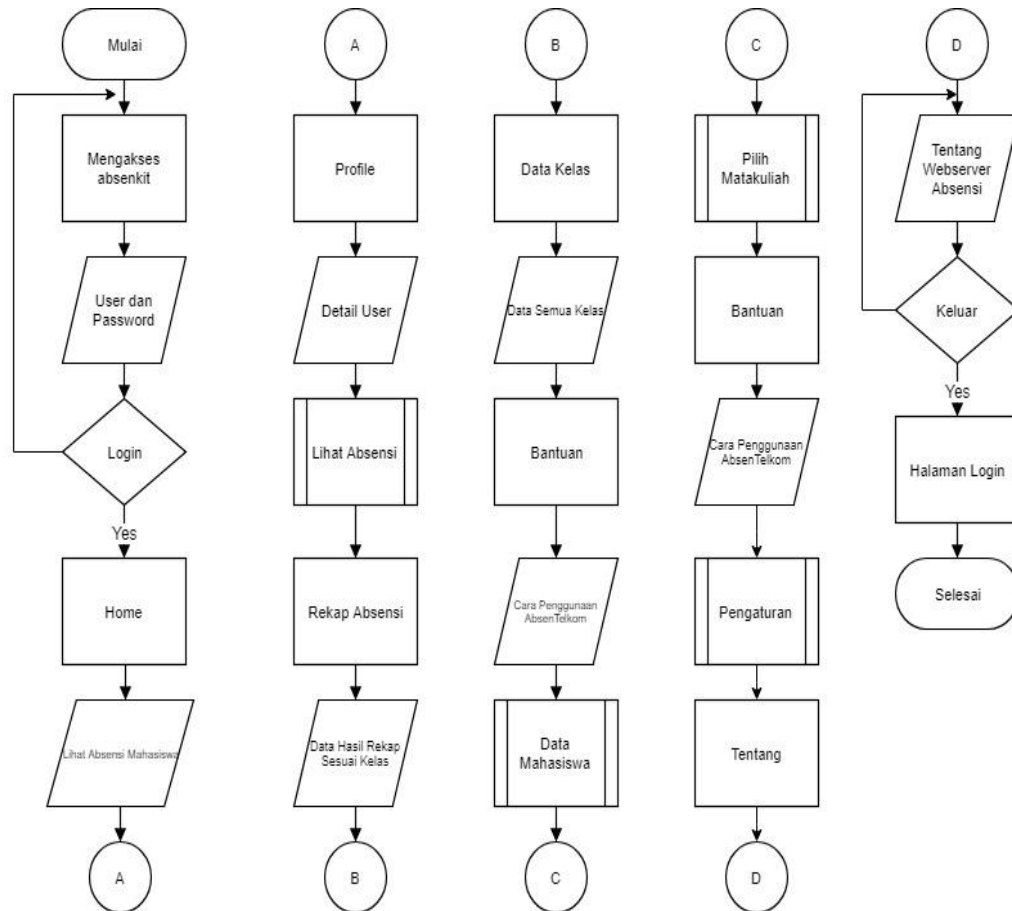 Mulai
Mengakses
absenkit
User dan
Password
Login
Yes
Home
Lihat Absensi Mahasiswa
A
A
Profile
Detail User
Lihat Absensi
Rekap Absensi
Data Hasil Rekap
Sesuai Kelas
B
B
Data Kelas
Data Semua Kelas
Bantuan
Cara Penggunaan
AbsenTelkom
Data
Mahasiswa
C
C
Pilih
Matakuliah
Bantuan
Cara Penggunaan
AbsenTelkom
Pengaturan
Tentang
D
D
Tentang
Webserver
Absensi
Keluar
Yes
Halaman Login
Selesai